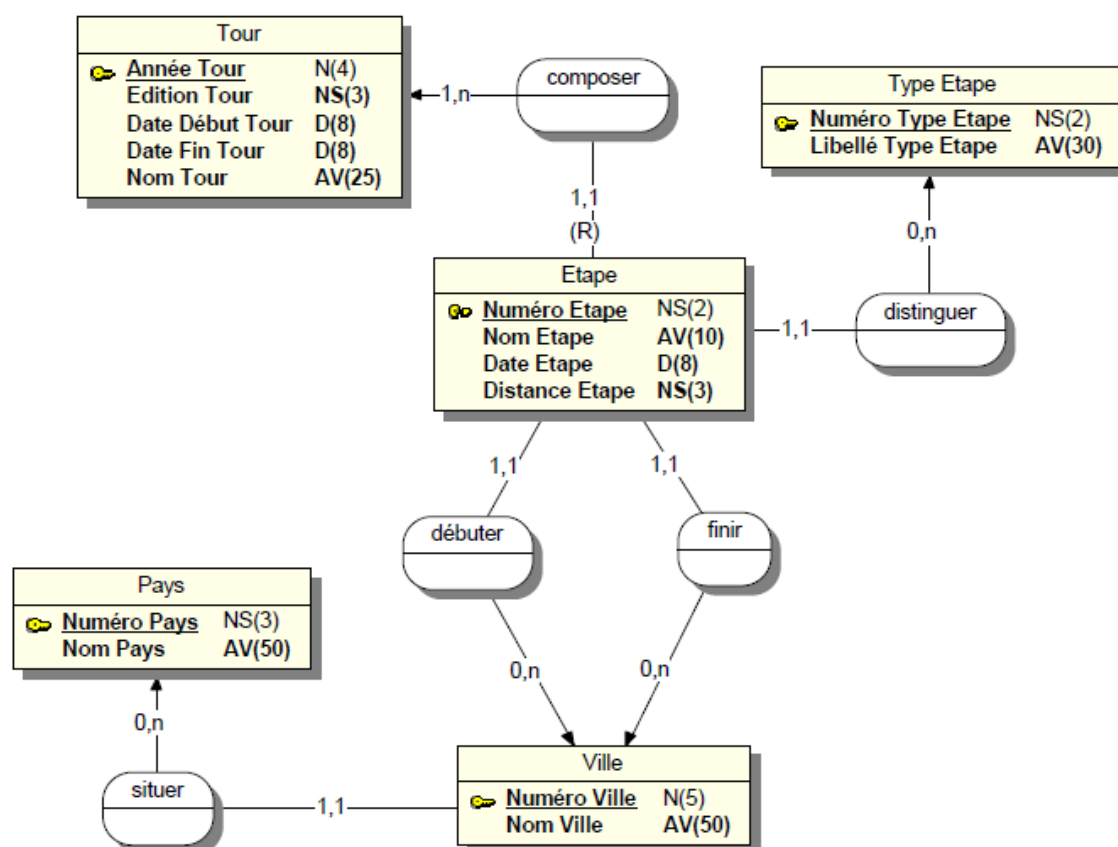 Tour
Année Tour N(4)
Edition Tour NS(3)
Date Début Tour D(8)
Date Fin Tour D(8)
Nom Tour AV(25)
1,n
composer
Type Etape
Numéro Type Etape NS(2)
Libellé Type Etape AV(30)
1,1
(R)
0,n
Etape
Numéro Etape NS(2)
Nom Etape AV(10)
Date Etape D(8)
Distance Etape NS(3)
1,1
distinguer
1,1
1,1
débuter
finir
Pays
Numéro Pays NS(3)
Nom Pays AV(50)
0,n
0,n
0,n
situer
1,1
Ville
Numéro Ville N(5)
Nom Ville AV(50)